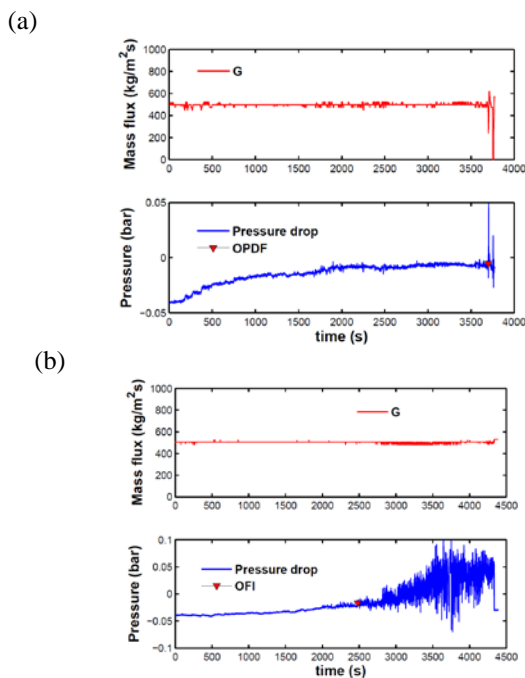 (a)
Mass flux (kg/m²s)
1000
800
600
400
200
0
G
0 500 1000 1500 2000 2500 3000 3500 4000
Pressure (bar)
0.05
0
−0.05
Pressure drop
OPDF
0 500 1000 1500 2000 2500 3000 3500 4000
time (s)
(b)
Mass flux (kg/m²s)
1000
800
600
400
200
0
G
0 500 1000 1500 2000 2500 3000 3500 4000 4500
Pressure (bar)
0.1
0.05
0
−0.05
−0.1
Pressure drop
OFI
0 500 1000 1500 2000 2500 3000 3500 4000 4500
time (s)